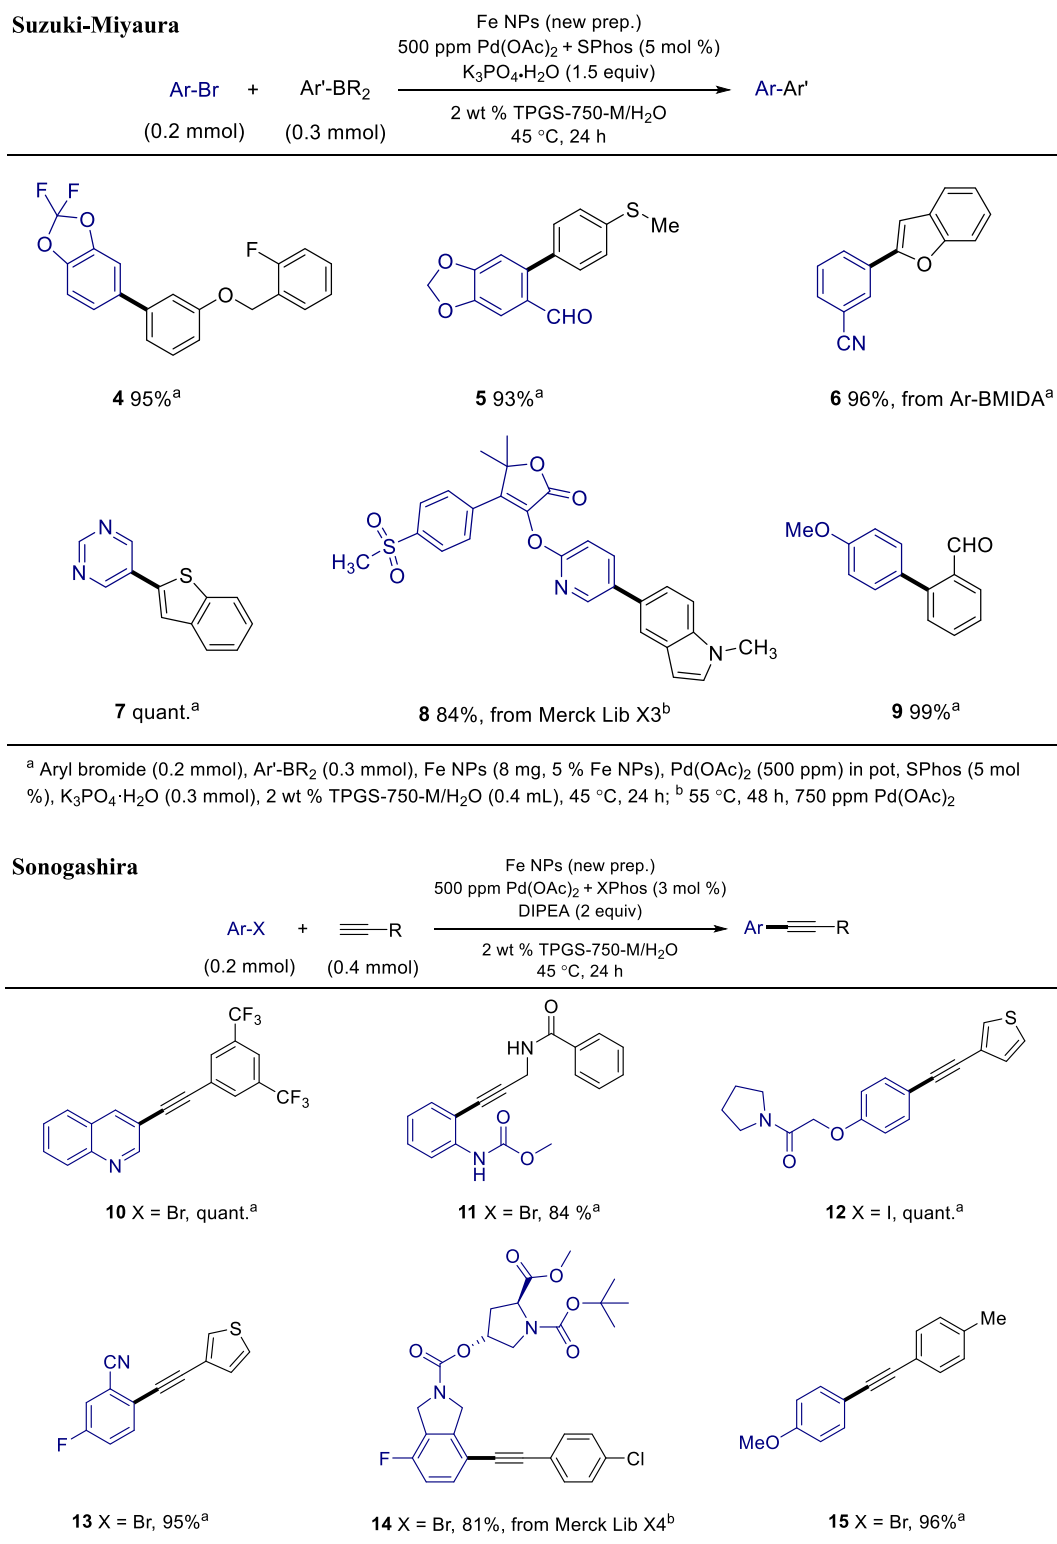 Suzuki-Miyaura
Fe NPs (new prep.)
500 ppm Pd(OAc)2 + SPhos (5 mol %)
K3PO4•H2O (1.5 equiv)
Ar-Br + Ar'-BR2 Ar-Ar'
2 wt % TPGS-750-M/H2O
(0.2 mmol) (0.3 mmol)
45 °C, 24 h
F F
O
O
O
F
S
Me
O
O
CHO
O
CN
4 95%a
5 93%a
6 96%, from Ar-BMIDAa
N
N
S
O
O
O
N
O
S
O
H3C
N CH3
MeO
CHO
7 quant.a
8 84%, from Merck Lib X3b
9 99%a
a Aryl bromide (0.2 mmol), Ar'-BR2 (0.3 mmol), Fe NPs (8 mg, 5 % Fe NPs), Pd(OAc)2 (500 ppm) in pot, SPhos (5 mol
%), K3PO4·H2O (0.3 mmol), 2 wt % TPGS-750-M/H2O (0.4 mL), 45 °C, 24 h; b 55 °C, 48 h, 750 ppm Pd(OAc)2
Sonogashira
Fe NPs (new prep.)
500 ppm Pd(OAc)2 + XPhos (3 mol %)
DIPEA (2 equiv)
Ar-X + R Ar R
2 wt % TPGS-750-M/H2O
(0.2 mmol) (0.4 mmol)
45 °C, 24 h
CF3
CF3
N
O
HN
O
O
N
H
S
N
O
O
10 X = Br, quant.a
11 X = Br, 84 %a
12 X = I, quant.a
S
CN
F
O
O
O
N
O
O
O
N
F
Cl
Me
MeO
13 X = Br, 95%a
14 X = Br, 81%, from Merck Lib X4b
15 X = Br, 96%a